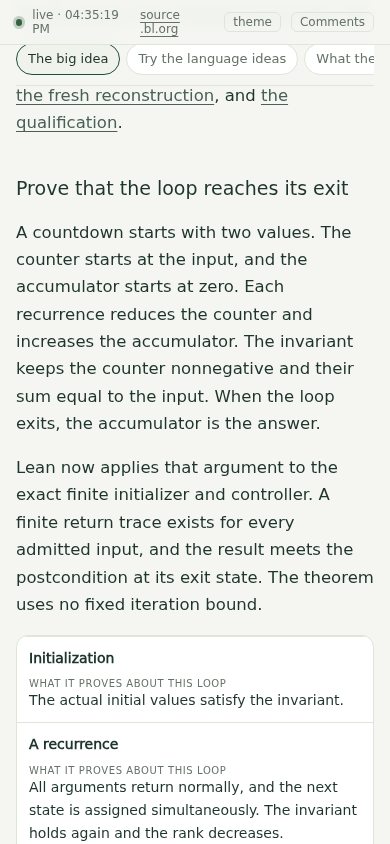 live · 04:35:19 PM
source.bl.org
theme
Comments
The big idea
Try the language ideas
What the
the fresh reconstruction, and the
qualification.
Prove that the loop reaches its exit
A countdown starts with two values. The
counter starts at the input, and the
accumulator starts at zero. Each
recurrence reduces the counter and
increases the accumulator. The invariant
keeps the counter nonnegative and their
sum equal to the input. When the loop
exits, the accumulator is the answer.
Lean now applies that argument to the
exact finite initializer and controller. A
finite return trace exists for every
admitted input, and the result meets the
postcondition at its exit state. The theorem
uses no fixed iteration bound.
Initialization
WHAT IT PROVES ABOUT THIS LOOP
The actual initial values satisfy the invariant.
A recurrence
WHAT IT PROVES ABOUT THIS LOOP
All arguments return normally, and the next
state is assigned simultaneously. The invariant
holds again and the rank decreases.